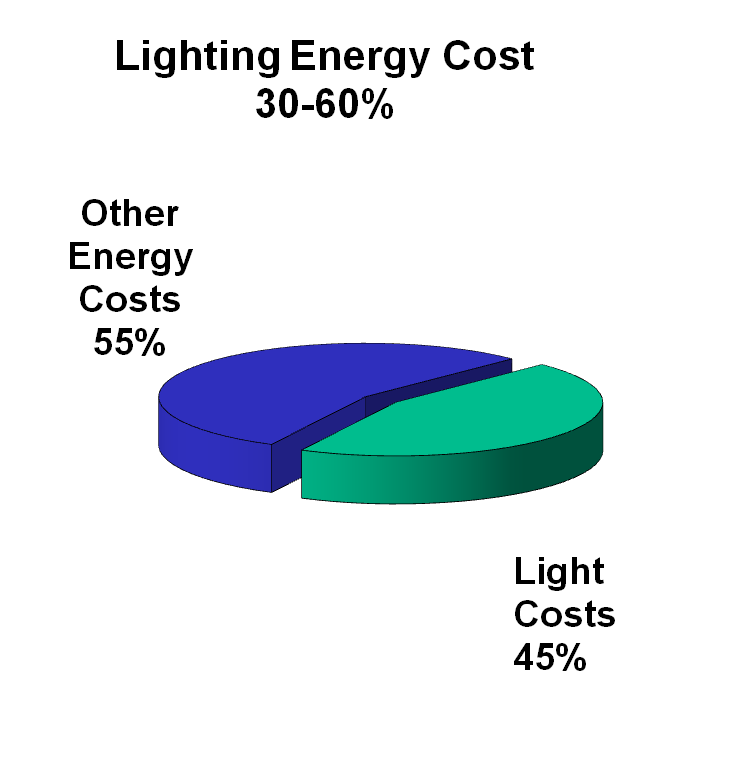 Lighting Energy Cost
30-60%
Other
Energy
Costs
55%
Light
Costs
45%